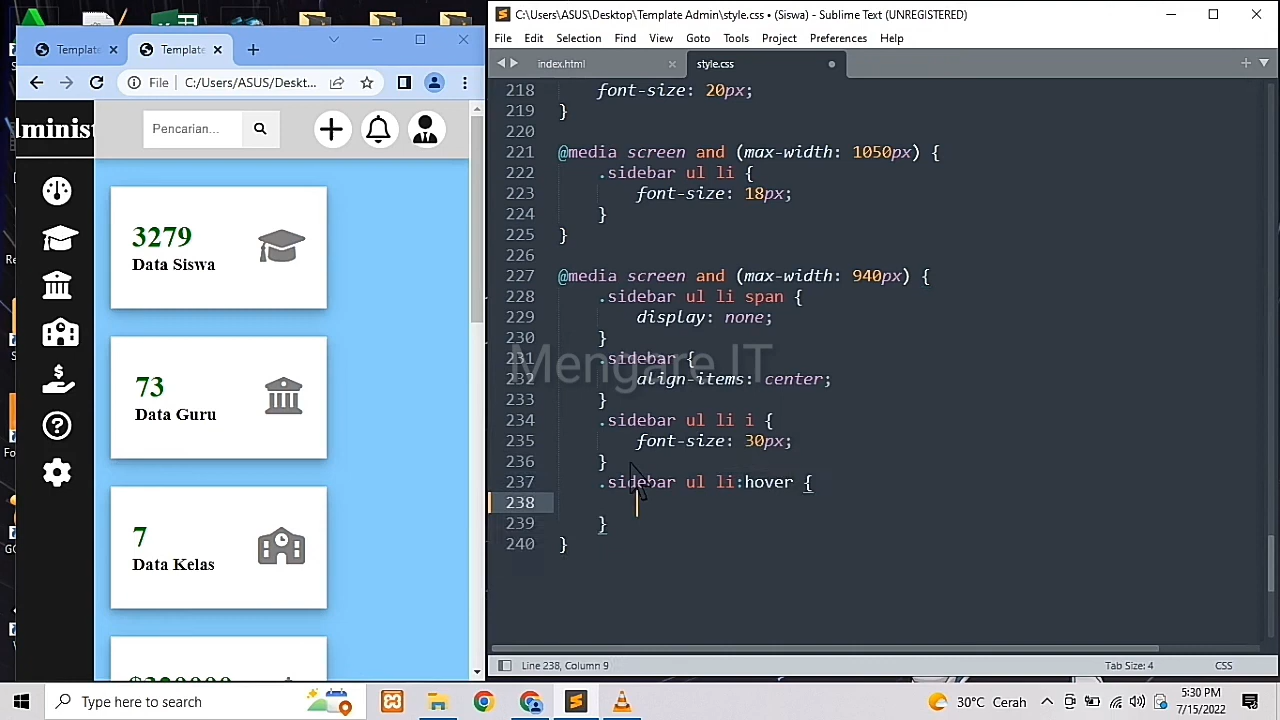 C:\Users\ASUS\Desktop\Template Admin\style.css • (Siswa) - Sublime Text (UNREGISTERED)
File Edit Selection Find View Goto Tools Project Preferences Help
index.html
style.css
218 font-size: 20px;
219 }
220
221 @media screen and (max-width: 1050px) {
222 .sidebar ul li {
223 font-size: 18px;
224 }
225 }
226
227 @media screen and (max-width: 940px) {
228 .sidebar ul li span {
229 display: none;
230 }
231 .sidebar {
232 align-items: center;
233 }
234 .sidebar ul li i {
235 font-size: 30px;
236 }
237 .sidebar ul li:hover {
238
239 }
240 }
Mengare IT
Line 238, Column 9
Tab Size: 4
CSS
Template
Template
File
C:/Users/ASUS/Deskt...
Pencarian...
3279
Data Siswa
73
Data Guru
7
Data Kelas
Type here to search
30°C Cerah
5:30 PM
7/15/2022